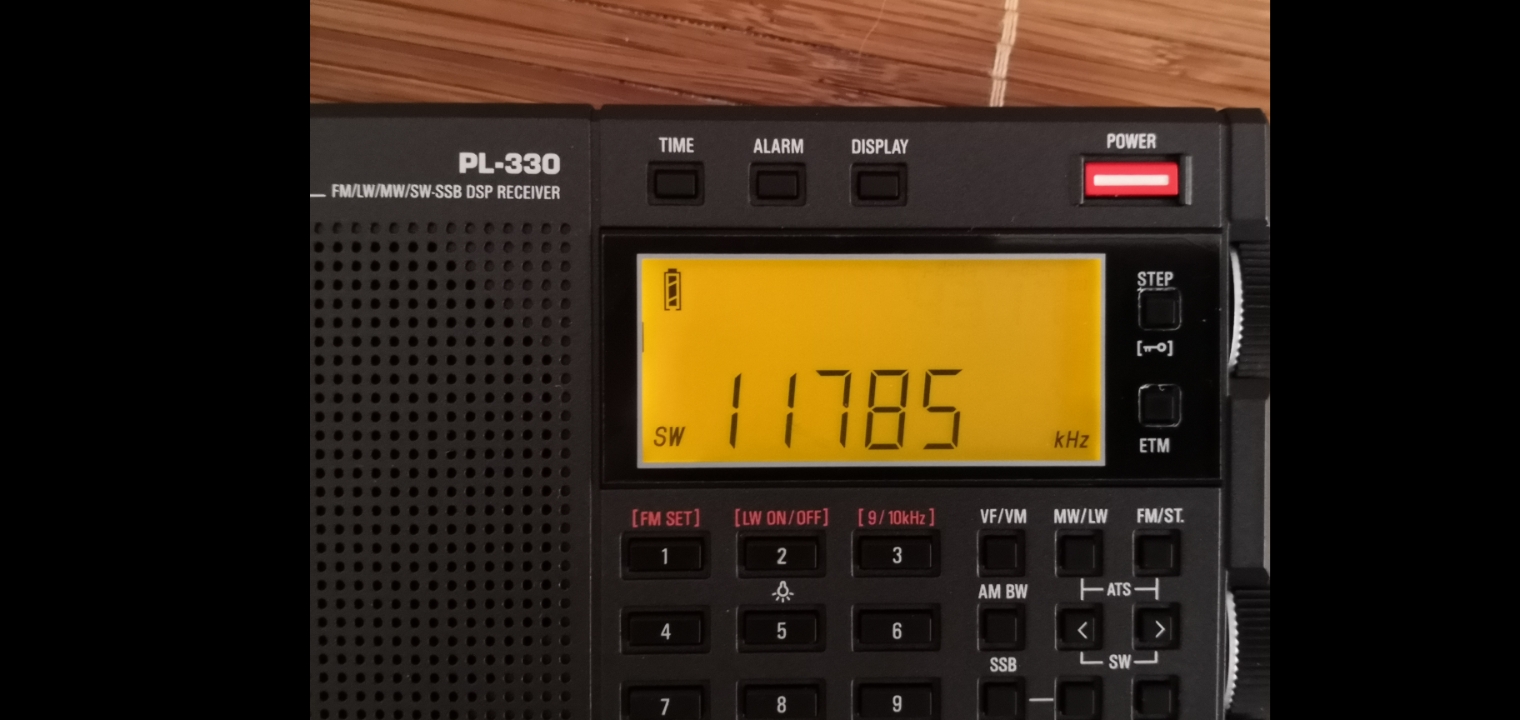 TIME ALARM DISPLAY POWER
PL-330
FM/LW/MW/SW-SSB DSP RECEIVER
STEP
SW 11785 kHz
ETM
[FM SET] [LW ON/OFF] [9/10kHz] VF/VM MW/LW FM/ST.
1 2 3
AM BW ATS
4 5 6 < >
SSB SW
7 8 9